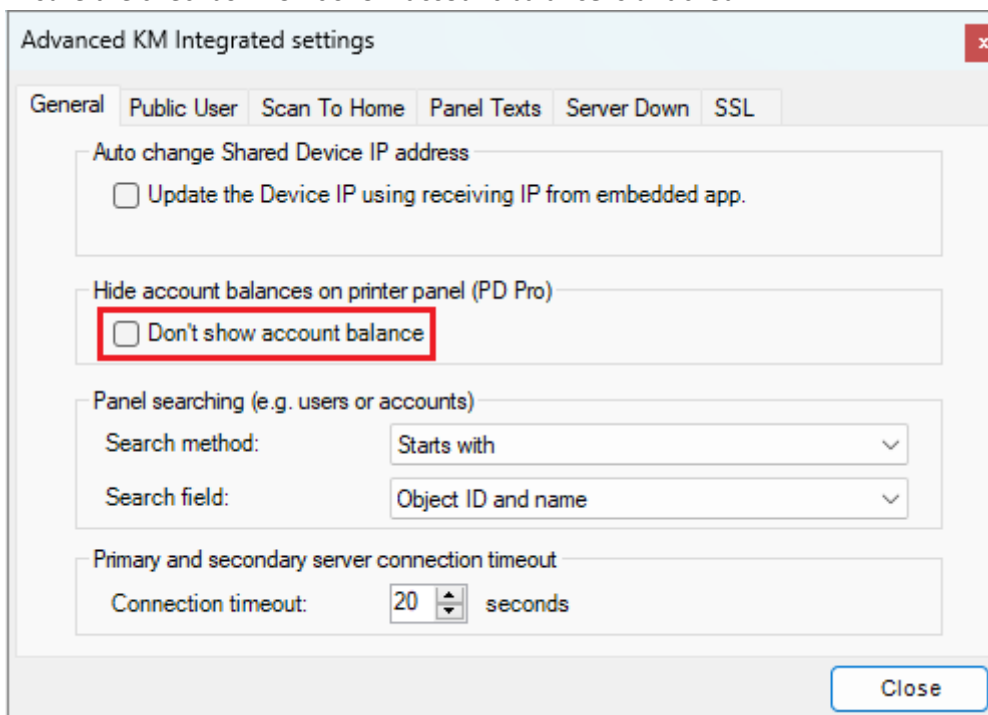 Advanced KM Integrated settings
General Public User Scan To Home Panel Texts Server Down SSL
Auto change Shared Device IP address
Update the Device IP using receiving IP from embedded app.
Hide account balances on printer panel (PD Pro)
Don't show account balance
Panel searching (e.g. users or accounts)
Search method: Starts with
Search field: Object ID and name
Primary and secondary server connection timeout
Connection timeout: 20 seconds
Close